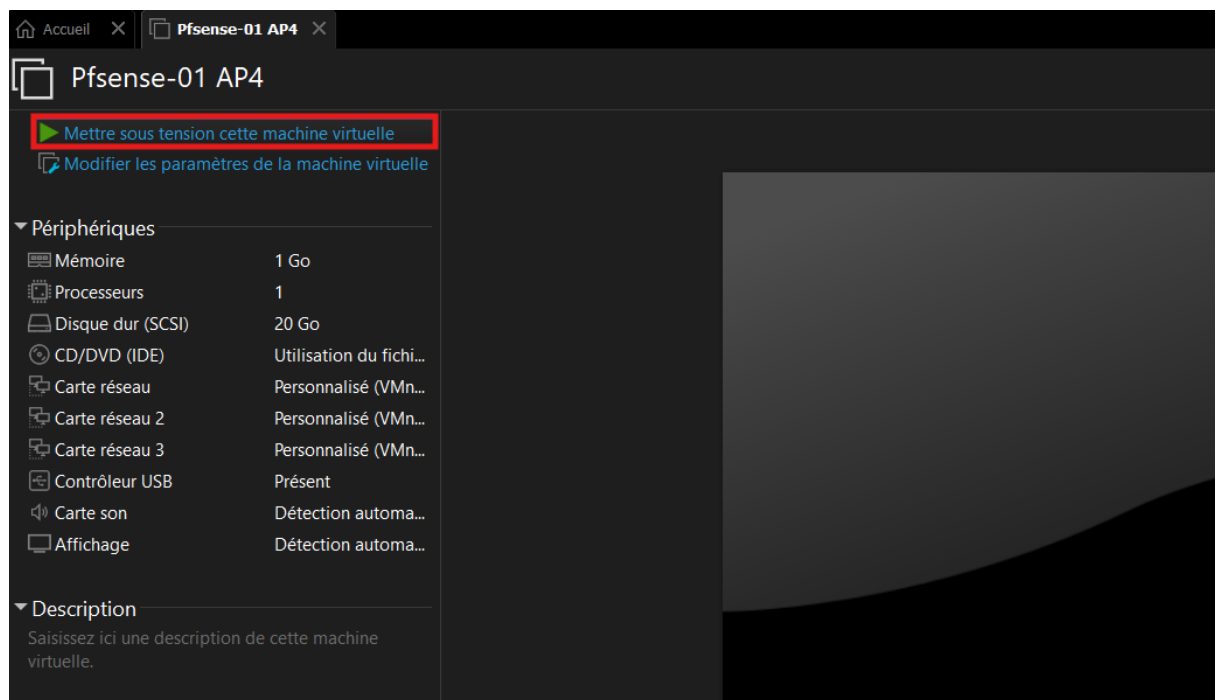 Accueil
Pfsense-01 AP4
Pfsense-01 AP4
Mettre sous tension cette machine virtuelle
Modifier les paramètres de la machine virtuelle
Périphériques
Mémoire 1 Go
Processeurs 1
Disque dur (SCSI) 20 Go
CD/DVD (IDE) Utilisation du fichi...
Carte réseau Personnalisé (VMn...
Carte réseau 2 Personnalisé (VMn...
Carte réseau 3 Personnalisé (VMn...
Contrôleur USB Présent
Carte son Détection automa...
Affichage Détection automa...
Description
Saisissez ici une description de cette machine
virtuelle.